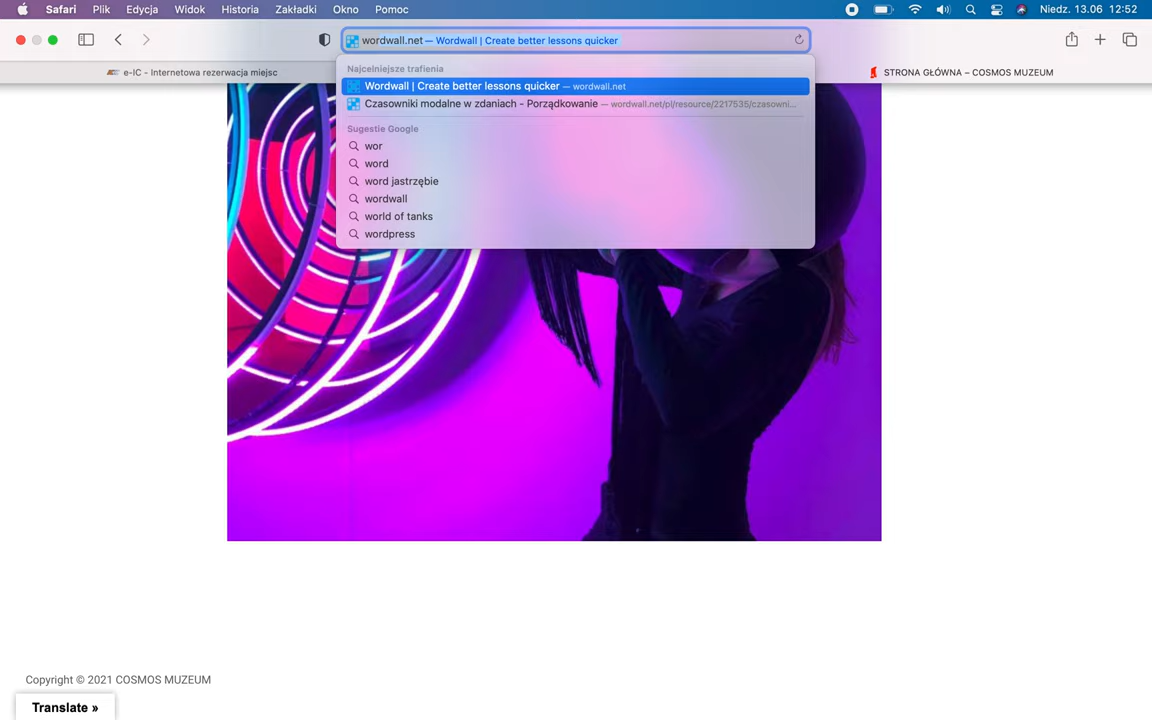 Safari Plik Edycja Widok Historia Zakładki Okno Pomoc Niedz. 13.06 12:52
wordwall.net — Wordwall | Create better lessons quicker
e-IC - Internetowa rezerwacja miejsc
STRONA GŁÓWNA – COSMOS MUZEUM
Najcelniejsze trafienia
Wordwall | Create better lessons quicker — wordwall.net
Czasowniki modalne w zdaniach - Porządkowanie — wordwall.net/pl/resource/2217535/czasowni...
Sugestie Google
wor
word
word jastrzębie
wordwall
world of tanks
wordpress
Copyright © 2021 COSMOS MUZEUM
Translate »